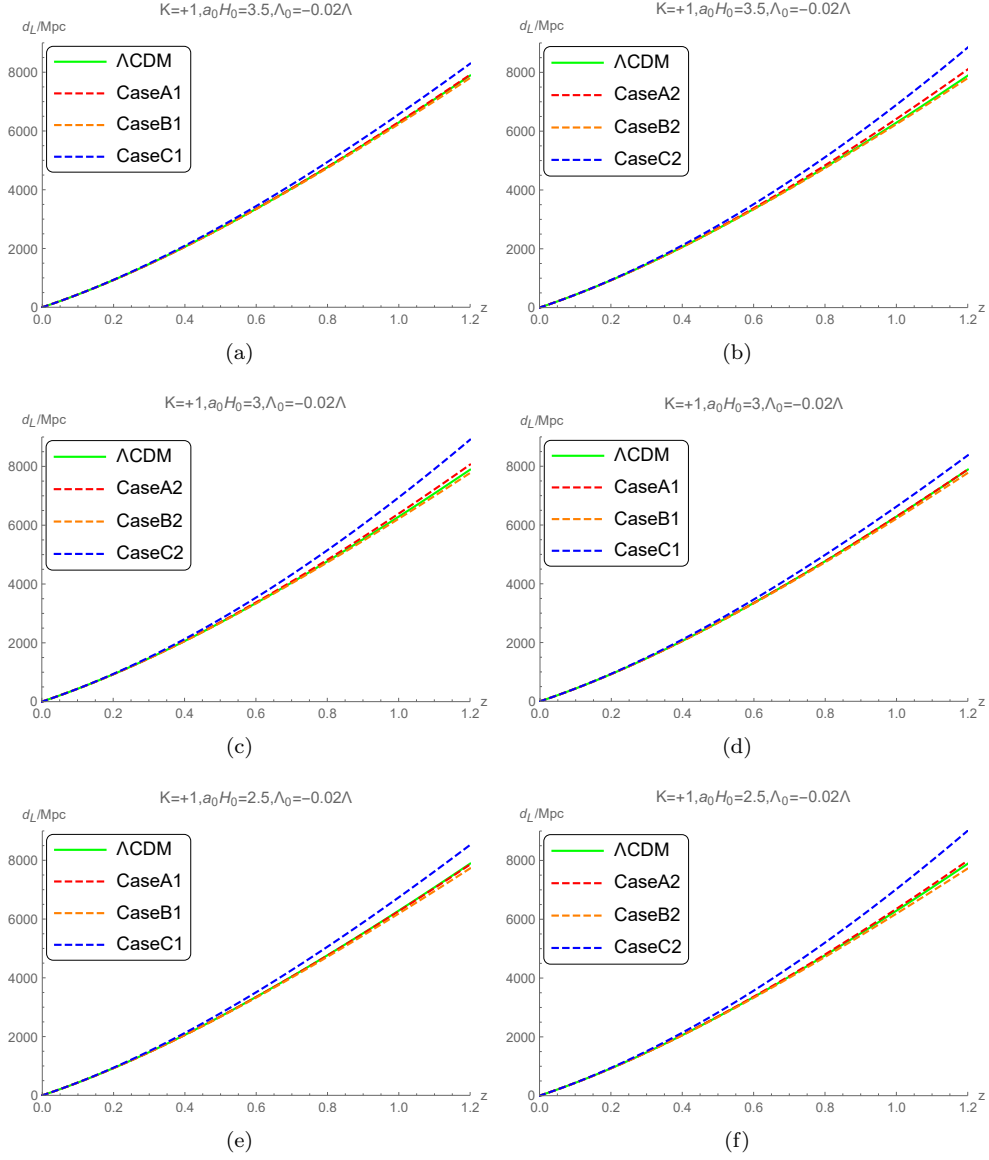 K=+1,a₀H₀=3.5,Λ₀=−0.02Λ
d_L/Mpc
8000
6000
4000
2000
0
ΛCDM
CaseA1
CaseB1
CaseC1
0.0 0.2 0.4 0.6 0.8 1.0 1.2 z
(a)
K=+1,a₀H₀=3.5,Λ₀=−0.02Λ
d_L/Mpc
8000
6000
4000
2000
0
ΛCDM
CaseA2
CaseB2
CaseC2
0.0 0.2 0.4 0.6 0.8 1.0 1.2 z
(b)
K=+1,a₀H₀=3,Λ₀=−0.02Λ
d_L/Mpc
8000
6000
4000
2000
0
ΛCDM
CaseA2
CaseB2
CaseC2
0.0 0.2 0.4 0.6 0.8 1.0 1.2 z
(c)
K=+1,a₀H₀=3,Λ₀=−0.02Λ
d_L/Mpc
8000
6000
4000
2000
0
ΛCDM
CaseA1
CaseB1
CaseC1
0.0 0.2 0.4 0.6 0.8 1.0 1.2 z
(d)
K=+1,a₀H₀=2.5,Λ₀=−0.02Λ
d_L/Mpc
8000
6000
4000
2000
0
ΛCDM
CaseA1
CaseB1
CaseC1
0.0 0.2 0.4 0.6 0.8 1.0 1.2 z
(e)
K=+1,a₀H₀=2.5,Λ₀=−0.02Λ
d_L/Mpc
8000
6000
4000
2000
0
ΛCDM
CaseA2
CaseB2
CaseC2
0.0 0.2 0.4 0.6 0.8 1.0 1.2 z
(f)